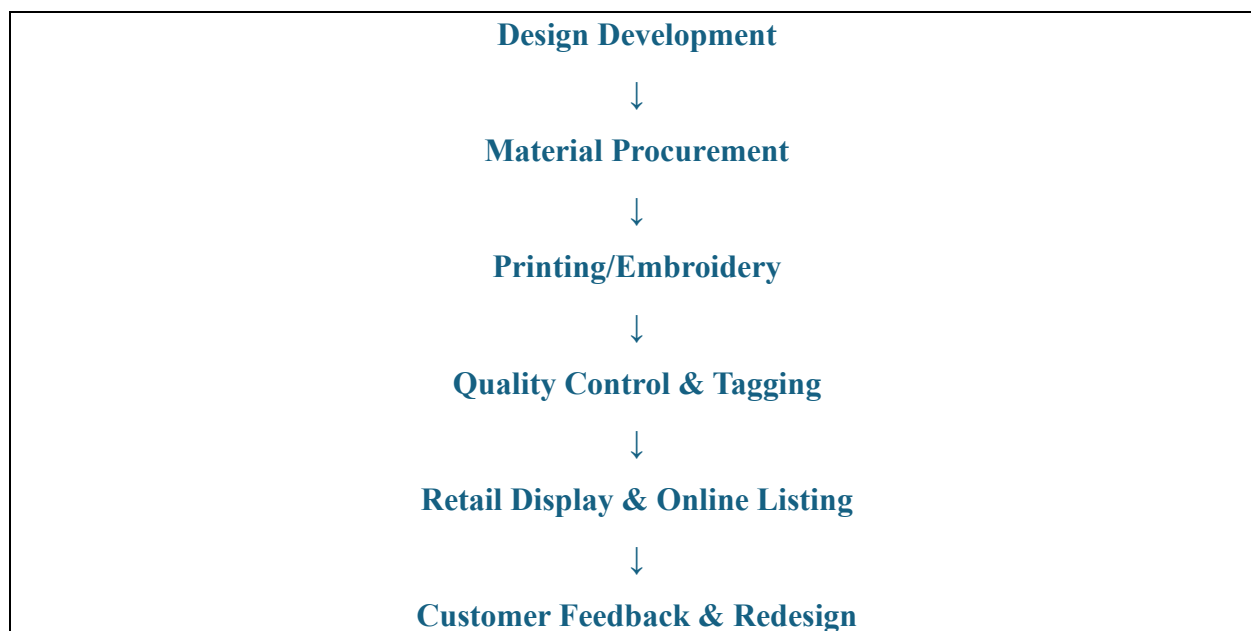 Design Development
↓
Material Procurement
↓
Printing/Embroidery
↓
Quality Control & Tagging
↓
Retail Display & Online Listing
↓
Customer Feedback & Redesign